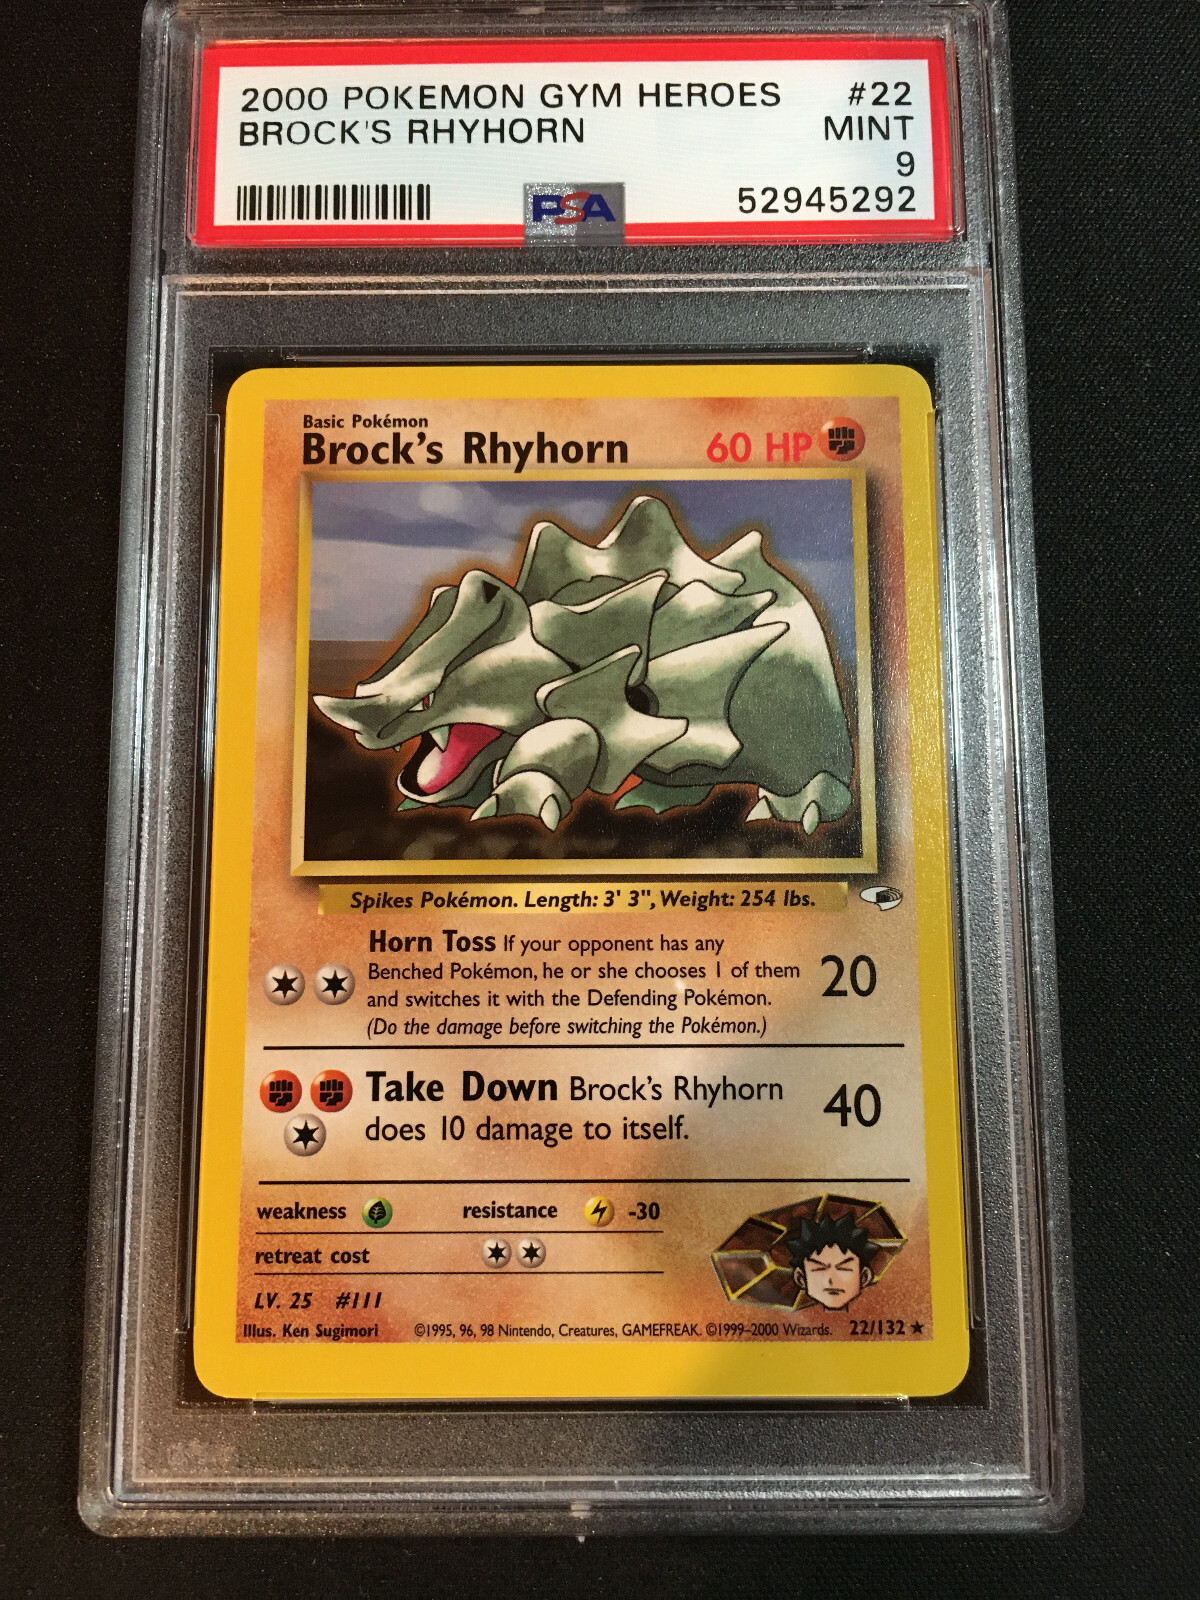 2000 POKEMON GYM HEROES #22
BROCK'S RHYHORN MINT
9
PSA 52945292
Basic Pokémon
Brock's Rhyhorn 60 HP
Spikes Pokémon. Length: 3' 3", Weight: 254 lbs.
Horn Toss If your opponent has any
Benched Pokémon, he or she chooses 1 of them
and switches it with the Defending Pokémon.
(Do the damage before switching the Pokémon.)
20
Take Down Brock's Rhyhorn
does 10 damage to itself.
40
weakness resistance -30
retreat cost
LV. 25 #111
Illus. Ken Sugimori ©1995, 96, 98 Nintendo, Creatures, GAMEFREAK. ©1999–2000 Wizards. 22/132 ★